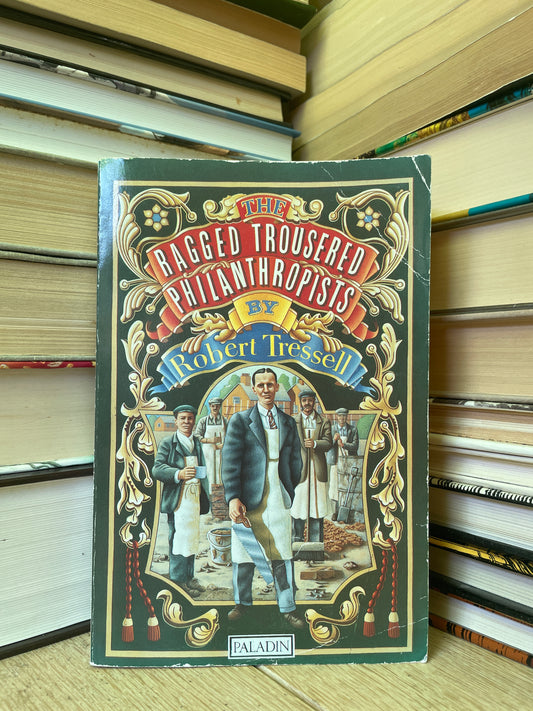 THE
RAGGED TROUSERED
PHILANTHROPISTS
BY
Robert Tressell
PALADIN